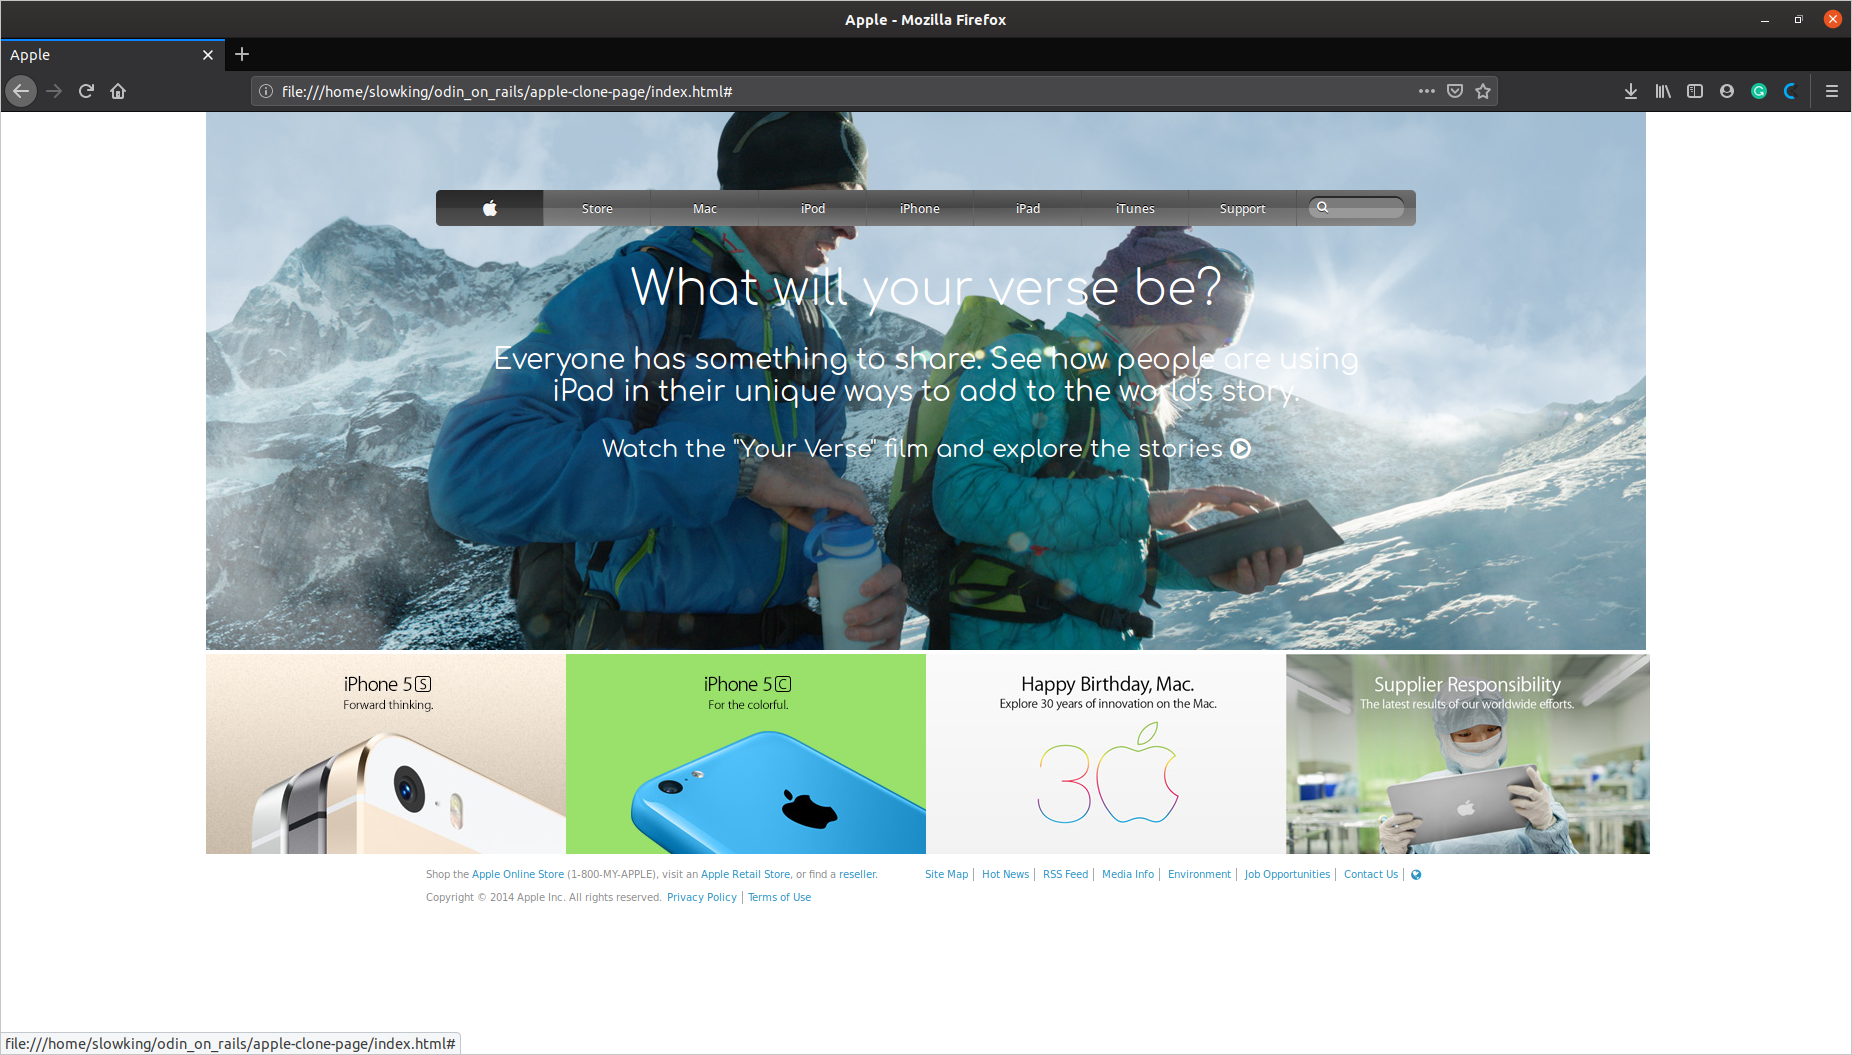 Apple - Mozilla Firefox
Apple
file:///home/slowking/odin_on_rails/apple-clone-page/index.html#
Store Mac iPod iPhone iPad iTunes Support
What will your verse be?
Everyone has something to share. See how people are using
iPad in their unique ways to add to the world's story.
Watch the "Your Verse" film and explore the stories
iPhone 5S
Forward thinking.
iPhone 5C
For the colorful.
Happy Birthday, Mac.
Explore 30 years of innovation on the Mac.
30
Supplier Responsibility
The latest results of our worldwide efforts.
Shop the Apple Online Store (1-800-MY-APPLE), visit an Apple Retail Store, or find a reseller.
Site Map | Hot News | RSS Feed | Media Info | Environment | Job Opportunities | Contact Us |
Copyright © 2014 Apple Inc. All rights reserved. Privacy Policy | Terms of Use
file:///home/slowking/odin_on_rails/apple-clone-page/index.html#